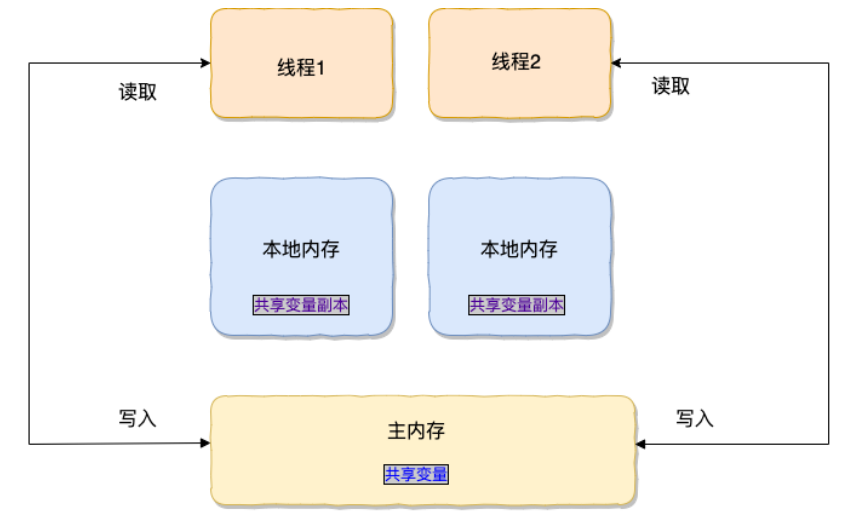 线程1
线程2
读取
读取
本地内存
本地内存
共享变量副本
共享变量副本
写入
写入
主内存
共享变量